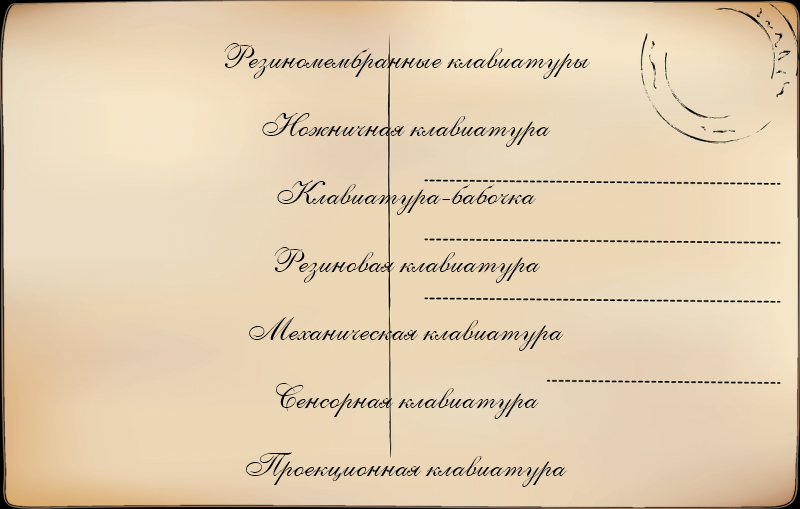 Резиномембранные клавиатуры
Ножничная клавиатура
Клавиатура-бабочка
Резиновая клавиатура
Механическая клавиатура
Сенсорная клавиатура
Проекционная клавиатура